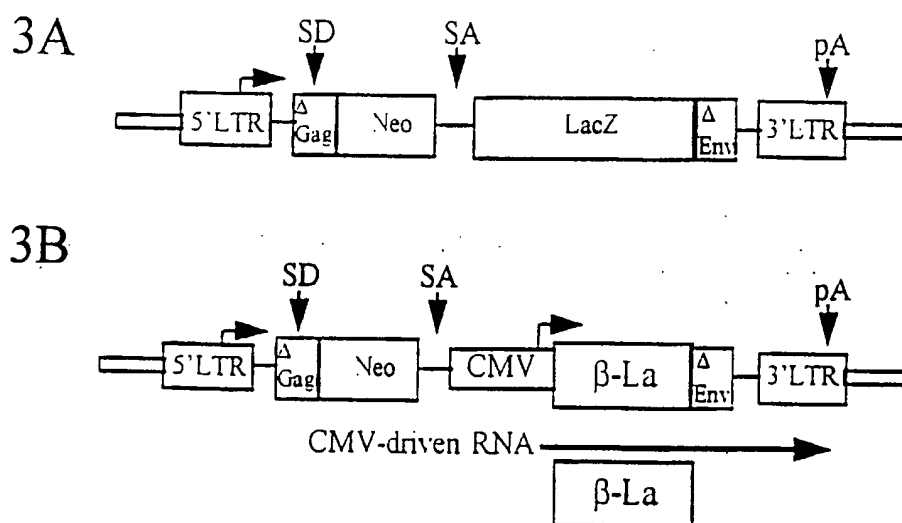 3A
SD SA pA
5'LTR Δ Gag Neo LacZ Δ Env 3'LTR
3B
SD SA pA
5'LTR Δ Gag Neo CMV β-La Δ Env 3'LTR
CMV-driven RNA
β-La